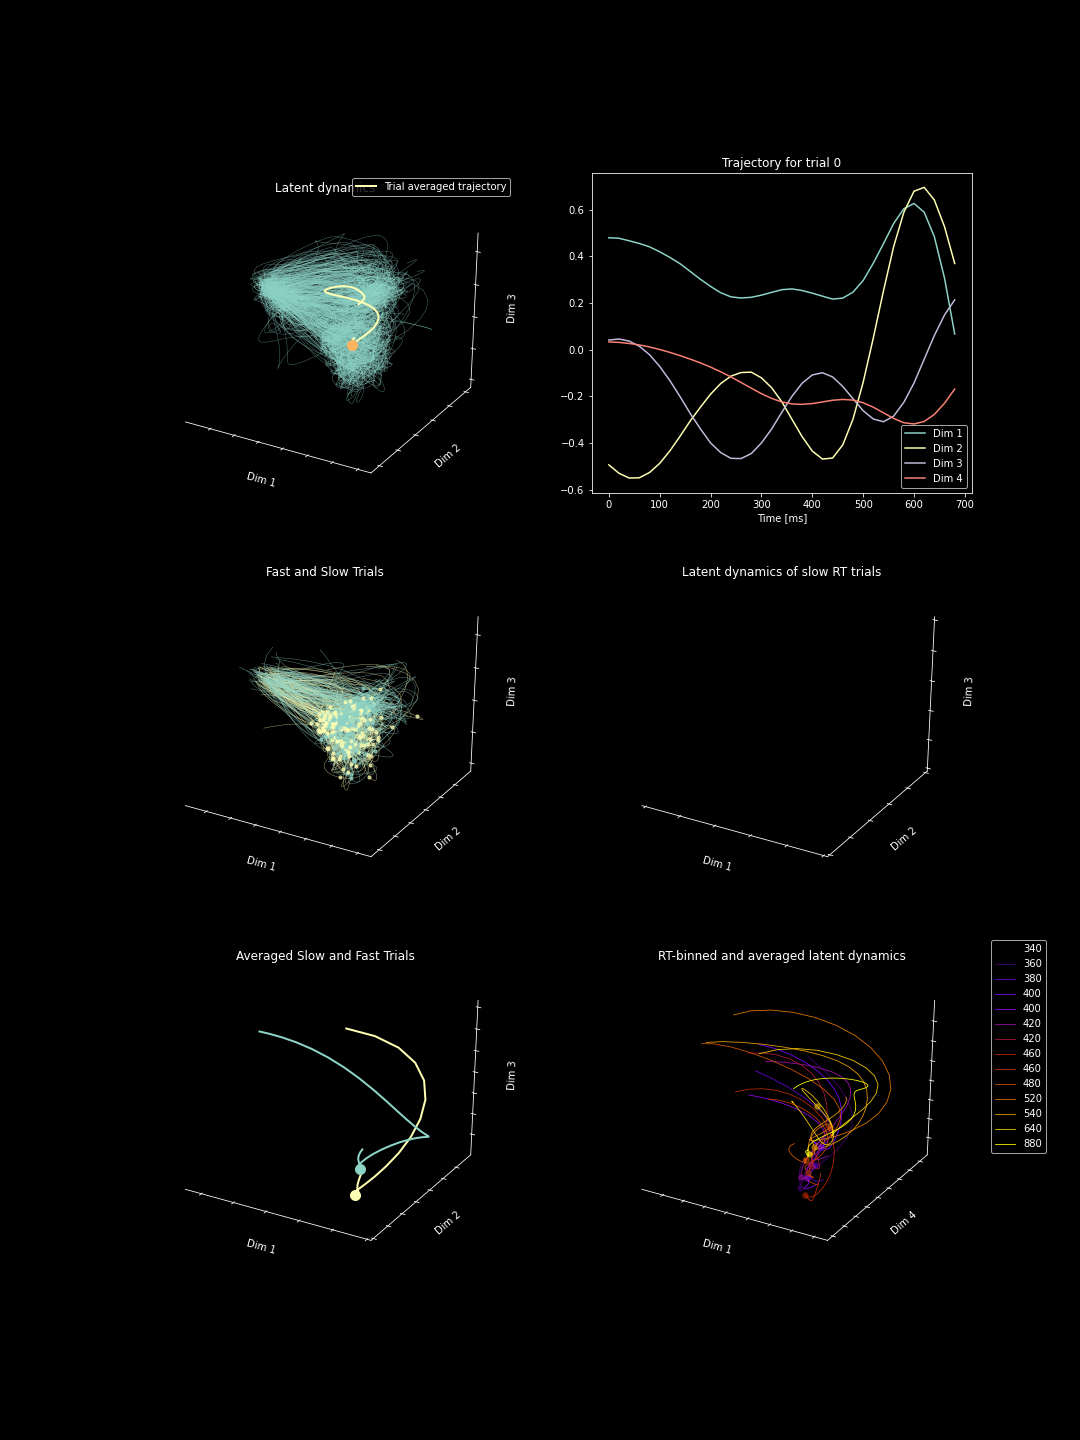 Latent dynamics
Trial averaged trajectory
Dim 3
Dim 2
Dim 1
Trajectory for trial 0
0.6
0.4
0.2
0.0
−0.2
−0.4
−0.6
0 100 200 300 400 500 600 700
Time [ms]
Dim 1
Dim 2
Dim 3
Dim 4
Fast and Slow Trials
Dim 3
Dim 2
Dim 1
Latent dynamics of slow RT trials
Dim 3
Dim 2
Dim 1
Averaged Slow and Fast Trials
Dim 3
Dim 2
Dim 1
RT-binned and averaged latent dynamics
Dim 4
Dim 1
340
360
380
400
400
420
420
460
460
480
520
540
640
880